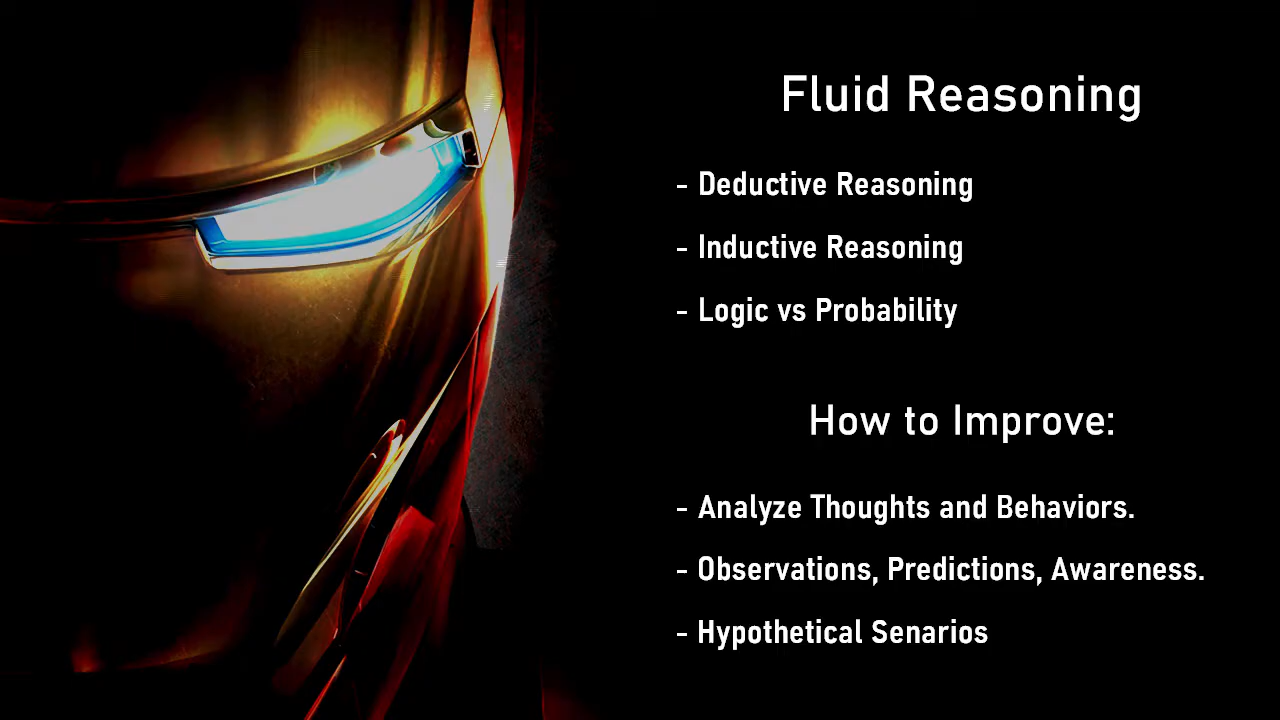 Fluid Reasoning
- Deductive Reasoning
- Inductive Reasoning
- Logic vs Probability
How to Improve:
- Analyze Thoughts and Behaviors.
- Observations, Predictions, Awareness.
- Hypothetical Senarios